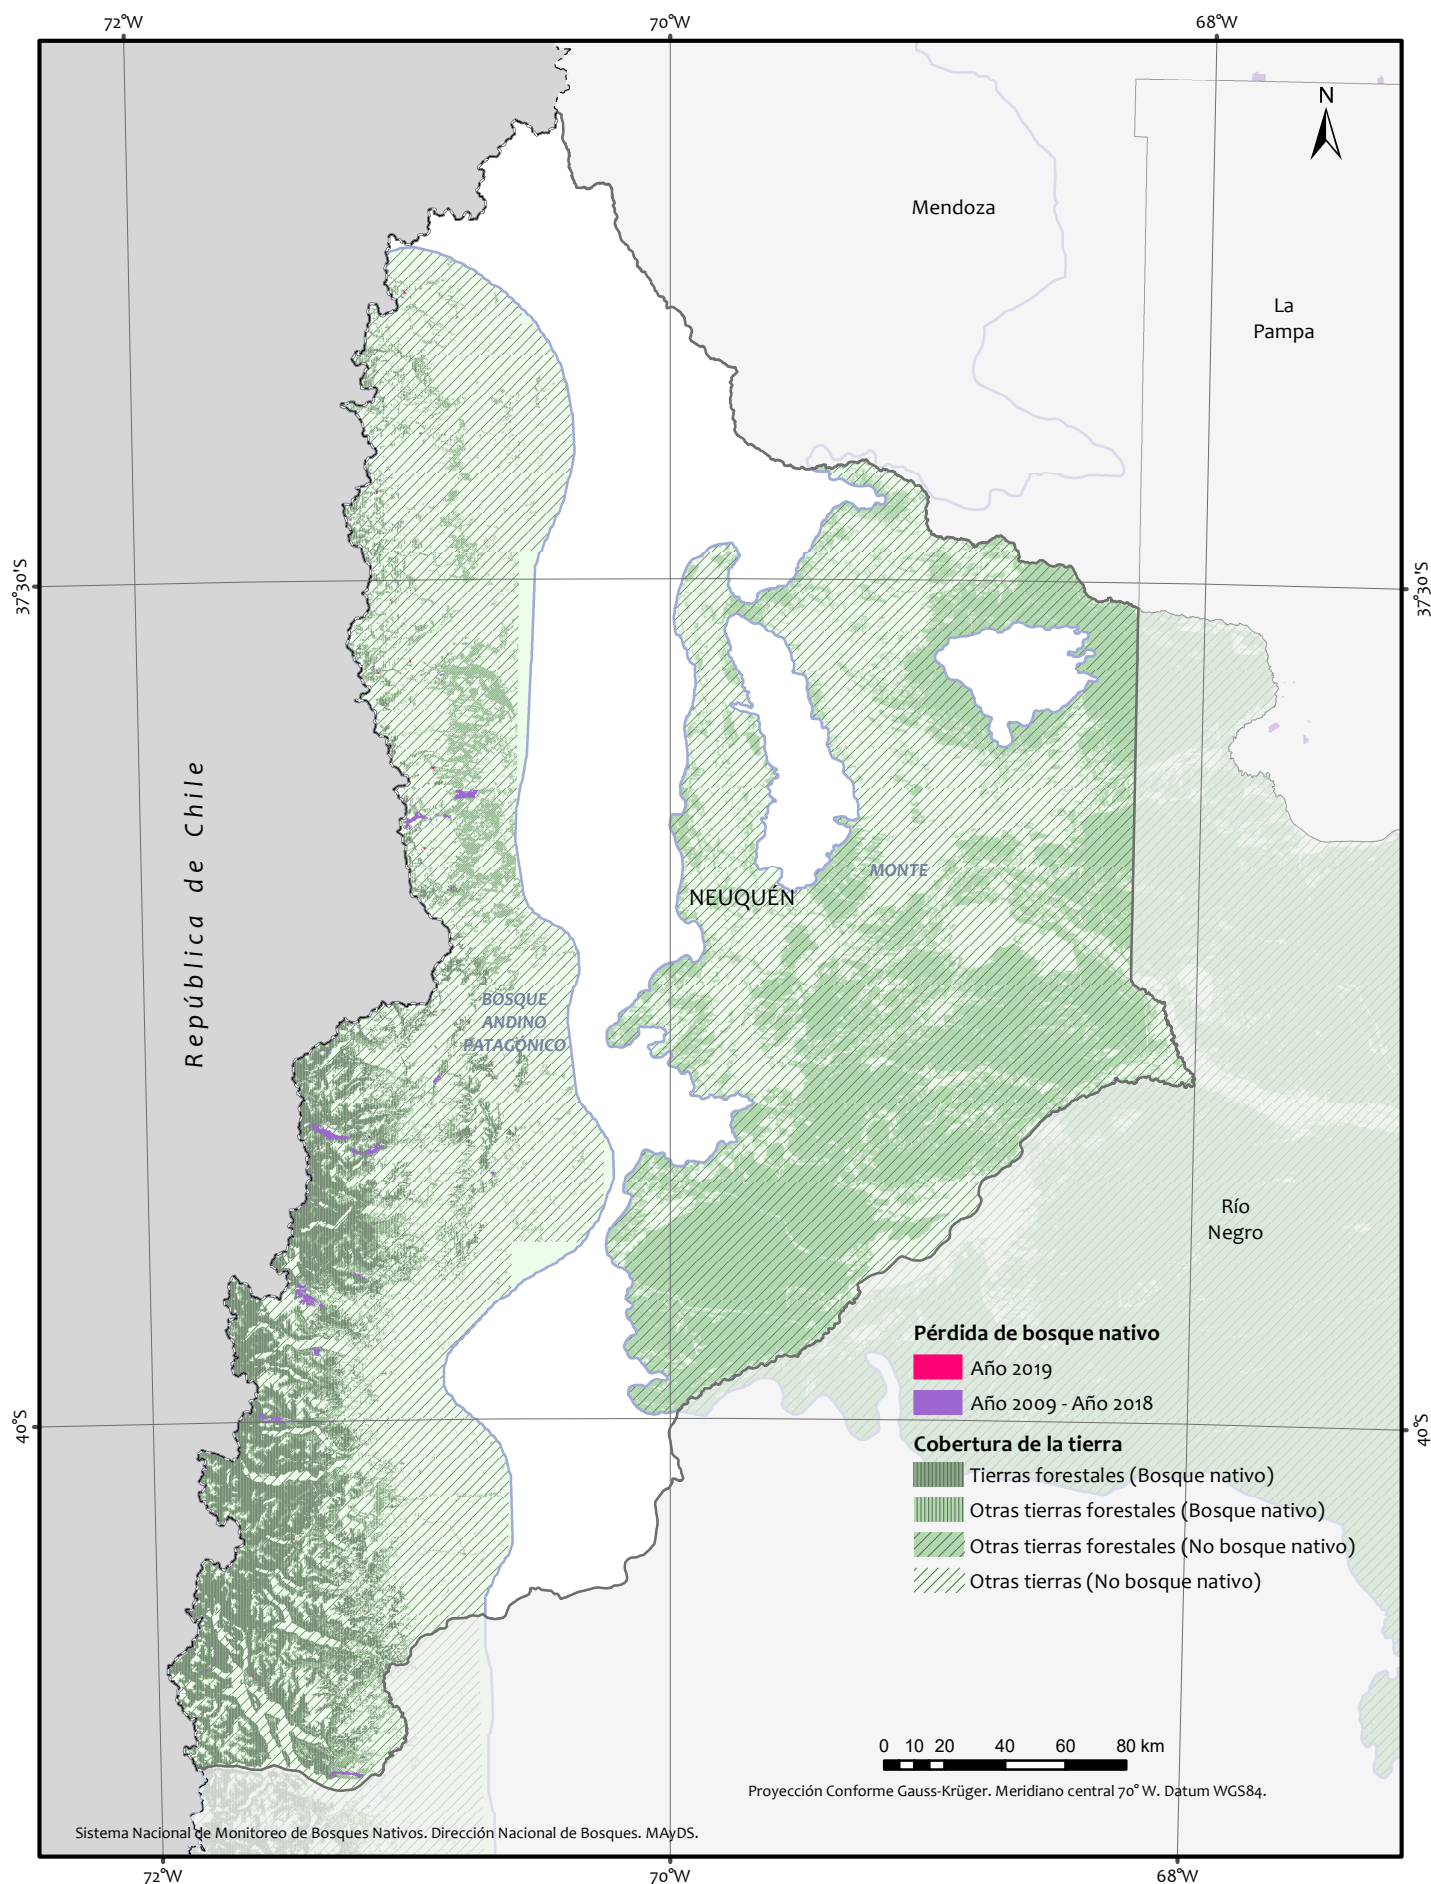 72°W
70°W
68°W
N
Mendoza
La
Pampa
37°30'S
37°30'S
República de Chile
MONTE
NEUQUÉN
BOSQUE
ANDINO
PATAGÓNICO
Río
Negro
40°S
40°S
Pérdida de bosque nativo
Año 2019
Año 2009 - Año 2018
Cobertura de la tierra
Tierras forestales (Bosque nativo)
Otras tierras forestales (Bosque nativo)
Otras tierras forestales (No bosque nativo)
Otras tierras (No bosque nativo)
0 10 20 40 60 80 km
Proyección Conforme Gauss-Krüger. Meridiano central 70° W. Datum WGS84.
Sistema Nacional de Monitoreo de Bosques Nativos. Dirección Nacional de Bosques. MAyDS.
72°W
70°W
68°W